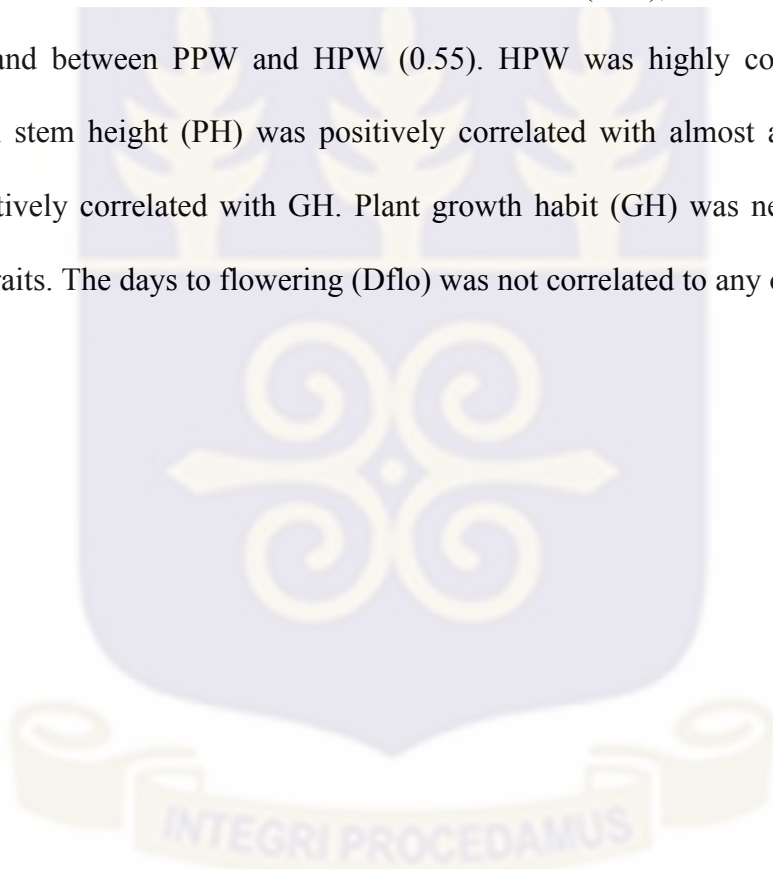 and between PPW and HPW (0.55). HPW was highly co
stem height (PH) was positively correlated with almost a
tively correlated with GH. Plant growth habit (GH) was ne
raits. The days to flowering (Dflo) was not correlated to any
INTEGRI PROCEDAMUS